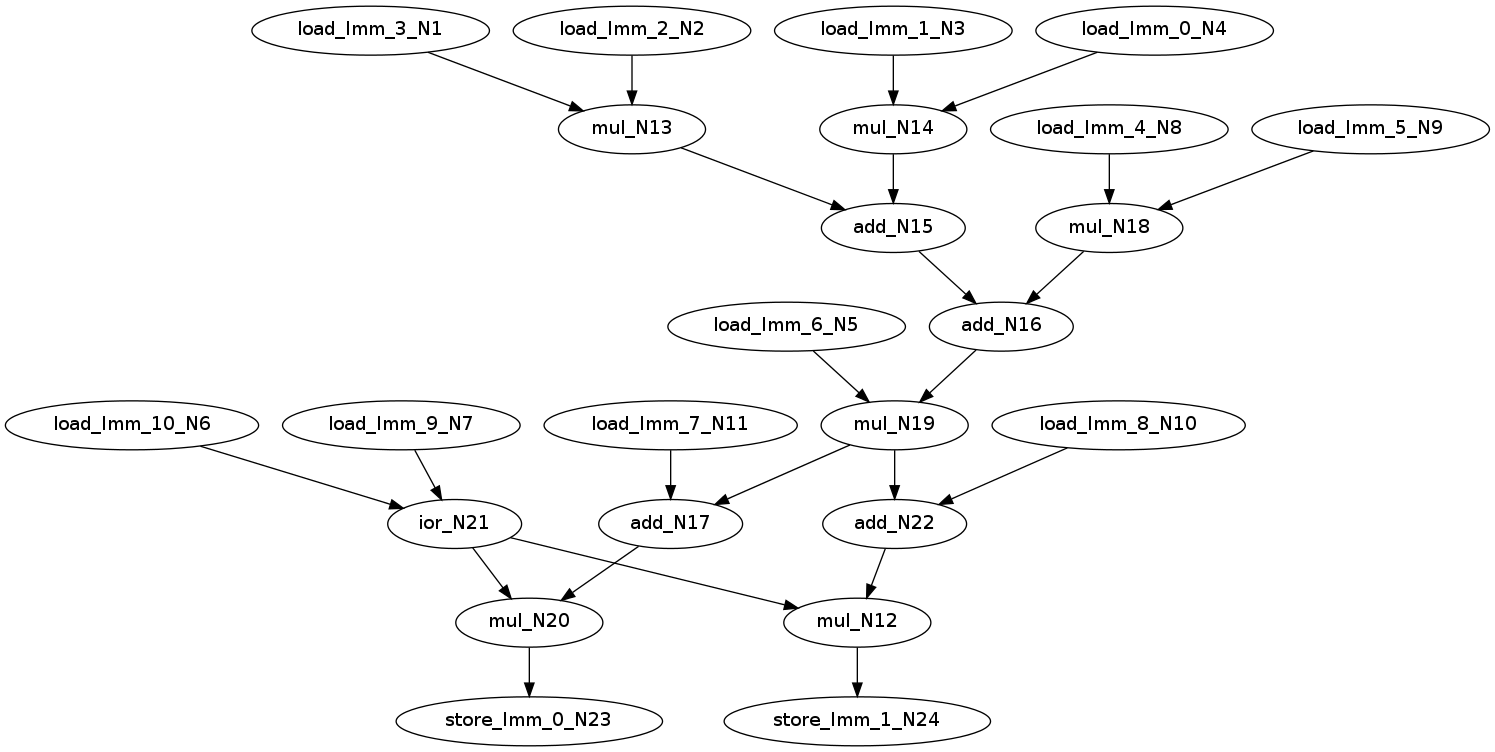 load_Imm_3_N1
load_Imm_2_N2
load_Imm_1_N3
load_Imm_0_N4
mul_N13
mul_N14
load_Imm_4_N8
load_Imm_5_N9
add_N15
mul_N18
load_Imm_6_N5
add_N16
load_Imm_10_N6
load_Imm_9_N7
load_Imm_7_N11
mul_N19
load_Imm_8_N10
ior_N21
add_N17
add_N22
mul_N20
mul_N12
store_Imm_0_N23
store_Imm_1_N24